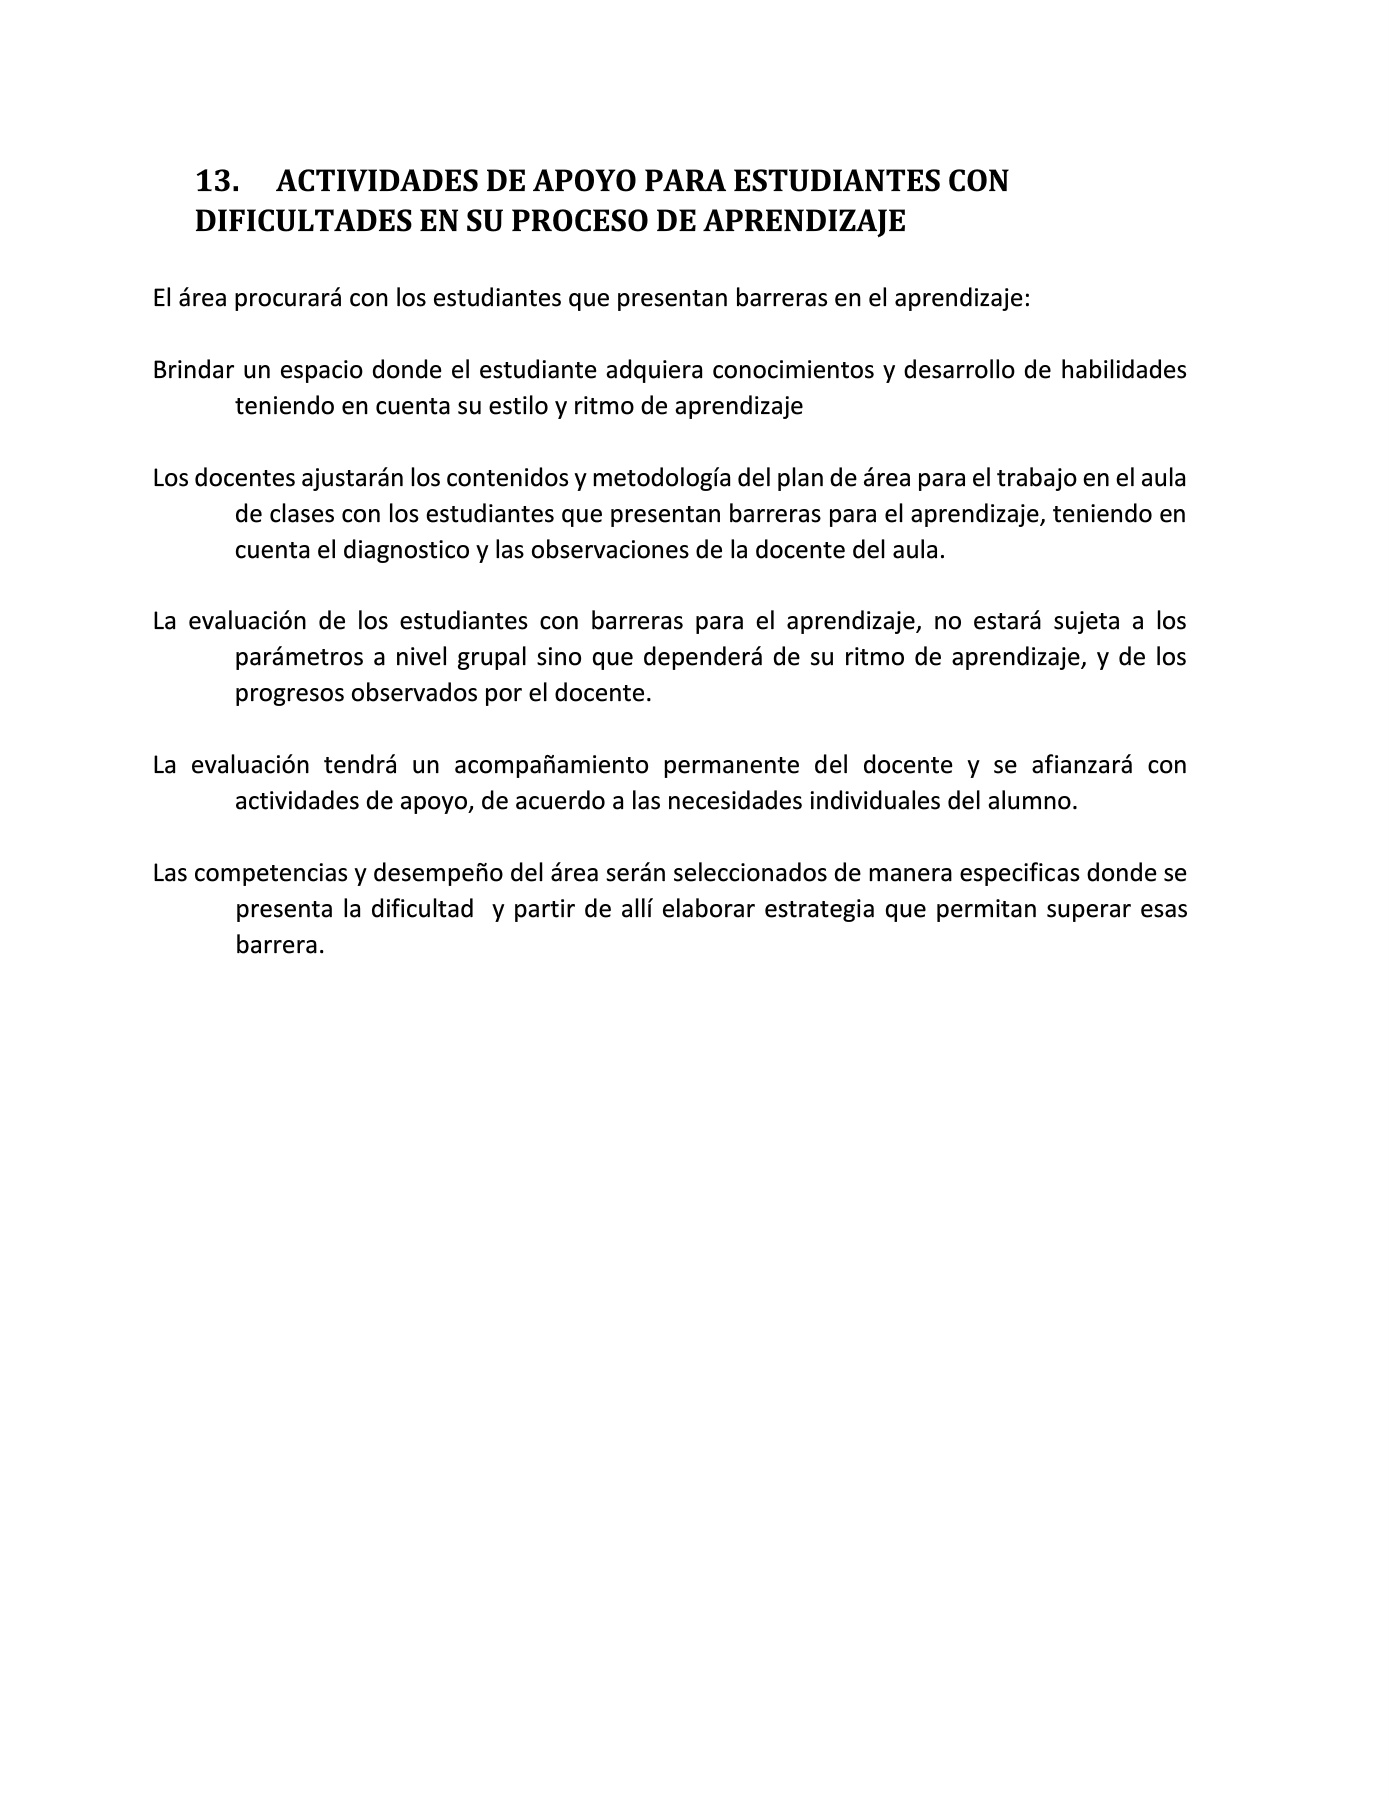 13. ACTIVIDADES DE APOYO PARA ESTUDIANTES CON
DIFICULTADES EN SU PROCESO DE APRENDIZAJE
El área procurará con los estudiantes que presentan barreras en el aprendizaje:
Brindar un espacio donde el estudiante adquiera conocimientos y desarrollo de habilidades
teniendo en cuenta su estilo y ritmo de aprendizaje
Los docentes ajustarán los contenidos y metodología del plan de área para el trabajo en el aula
de clases con los estudiantes que presentan barreras para el aprendizaje, teniendo en
cuenta el diagnostico y las observaciones de la docente del aula.
La evaluación de los estudiantes con barreras para el aprendizaje, no estará sujeta a los
parámetros a nivel grupal sino que dependerá de su ritmo de aprendizaje, y de los
progresos observados por el docente.
La evaluación tendrá un acompañamiento permanente del docente y se afianzará con
actividades de apoyo, de acuerdo a las necesidades individuales del alumno.
Las competencias y desempeño del área serán seleccionados de manera especificas donde se
presenta la dificultad  y partir de allí elaborar estrategia que permitan superar esas
barrera.